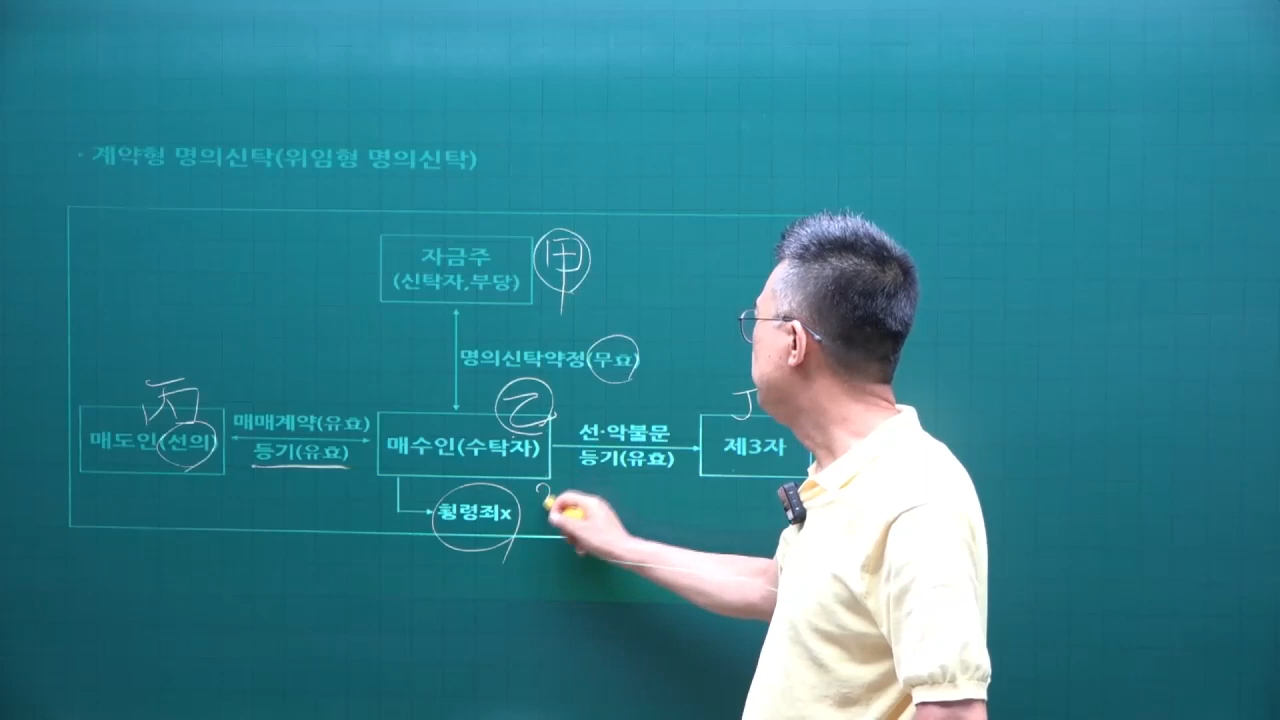 · 계약형 명의신탁(위임형 명의신탁)
자금주
(신탁자,부당)
甲
명의신탁약정(무효)
丙
매도인(선의)
매매계약(유효)
등기(유효)
乙
매수인(수탁자)
선·악불문
등기(유효)
제3자
횡령죄x